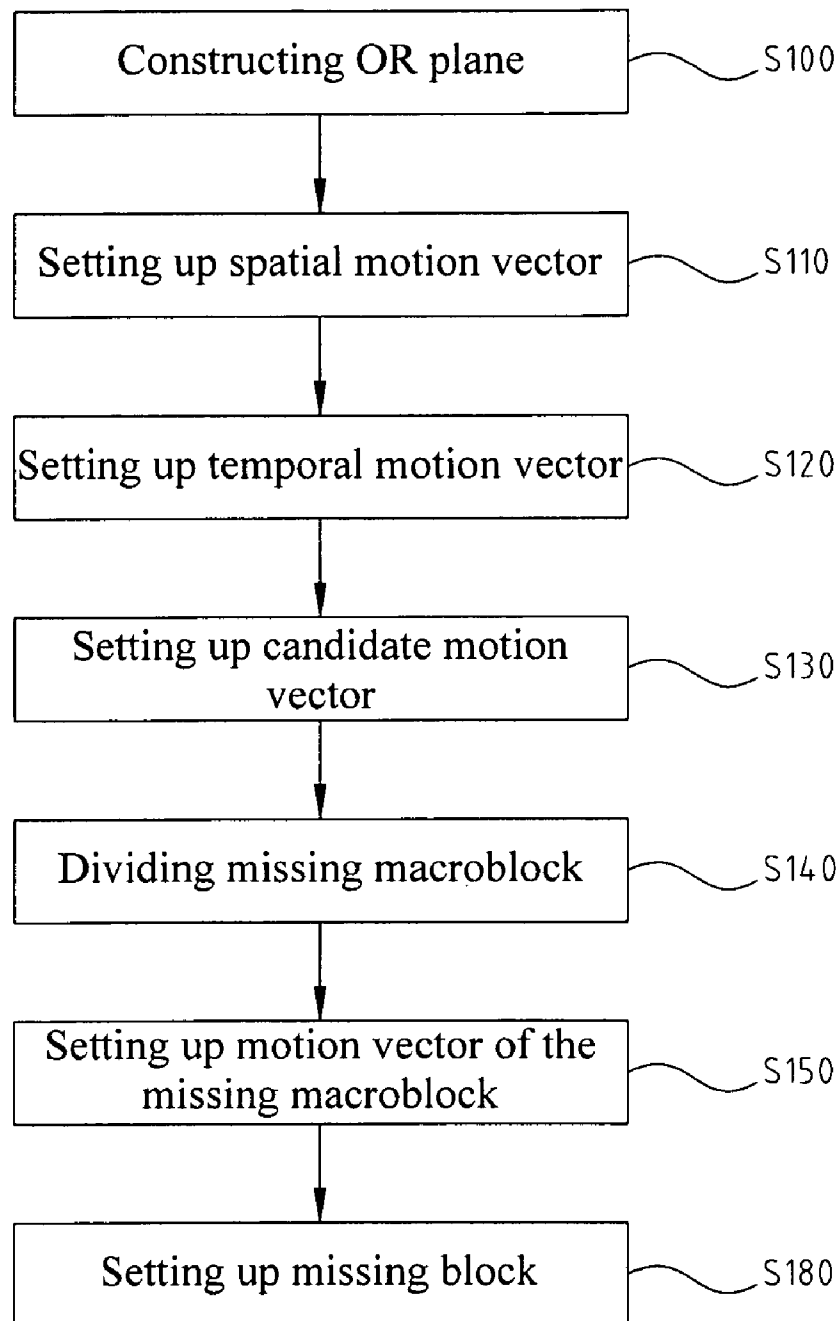 Constructing OR plane
S100
Setting up spatial motion vector
S110
Setting up temporal motion vector
S120
Setting up candidate motion
vector
S130
Dividing missing macroblock
S140
Setting up motion vector of the
missing macroblock
S150
Setting up missing block
S180